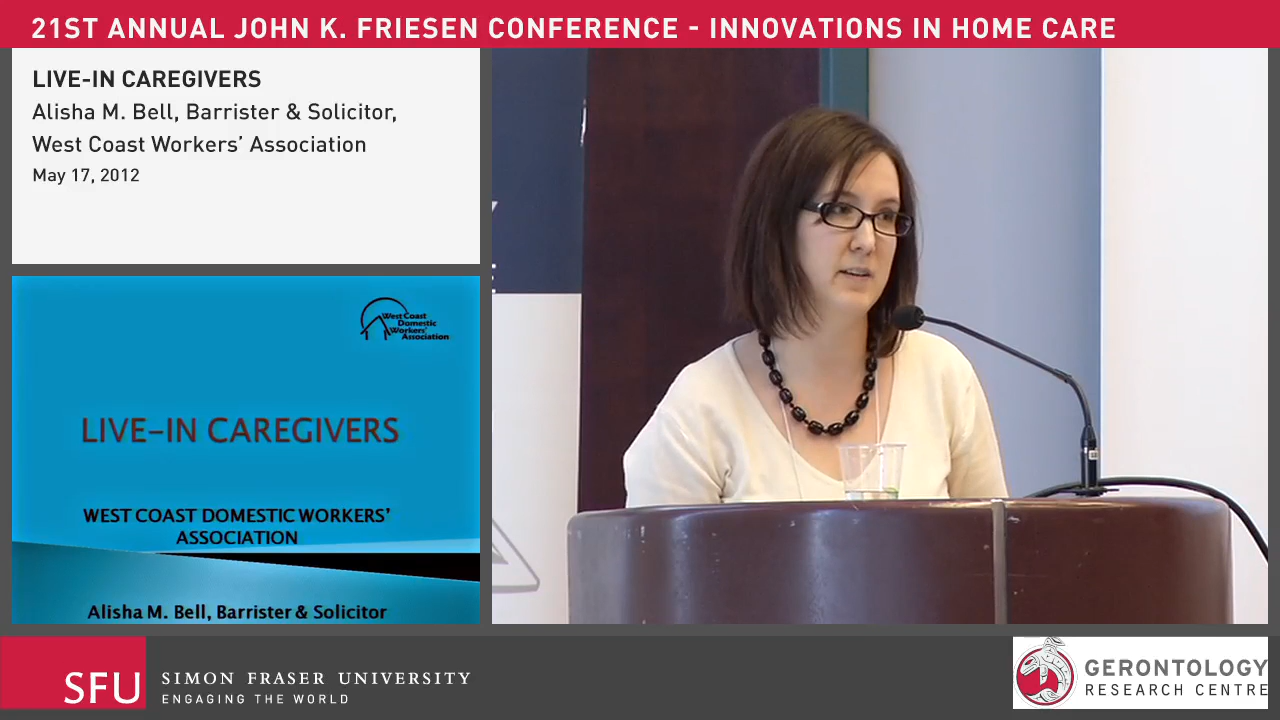 21ST ANNUAL JOHN K. FRIESEN CONFERENCE - INNOVATIONS IN HOME CARE
LIVE-IN CAREGIVERS
Alisha M. Bell, Barrister & Solicitor,
West Coast Workers’ Association
May 17, 2012
West Coast
Domestic
Workers'
Association
LIVE-IN CAREGIVERS
WEST COAST DOMESTIC WORKERS’
ASSOCIATION
Alisha M. Bell, Barrister & Solicitor
SFU
SIMON FRASER UNIVERSITY
ENGAGING THE WORLD
GERONTOLOGY
RESEARCH CENTRE